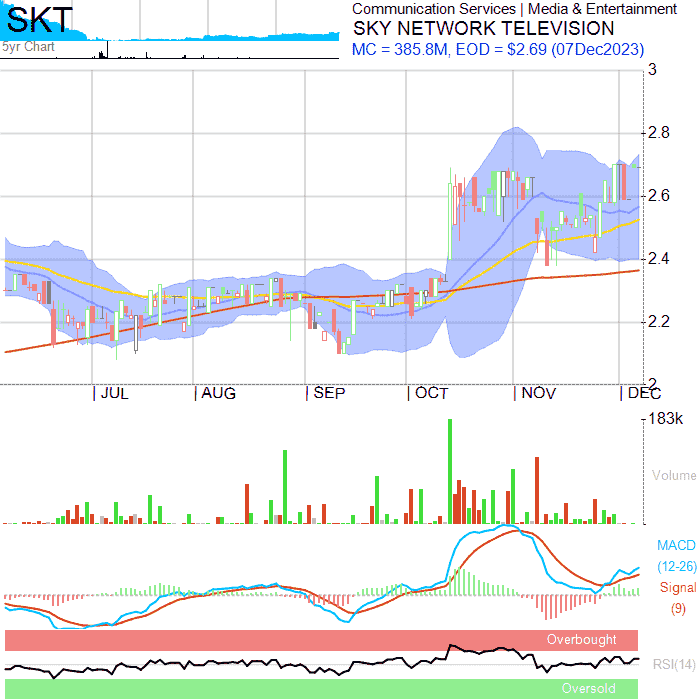 SKT
Communication Services | Media & Entertainment
SKY NETWORK TELEVISION
MC = 385.8M, EOD = $2.69 (07Dec2023)
5yr Chart
3
2.8
2.6
2.4
2.2
2
JUL
AUG
SEP
OCT
NOV
DEC
183k
Volume
MACD
(12-26)
Signal
(9)
Overbought
RSI(14)
Oversold